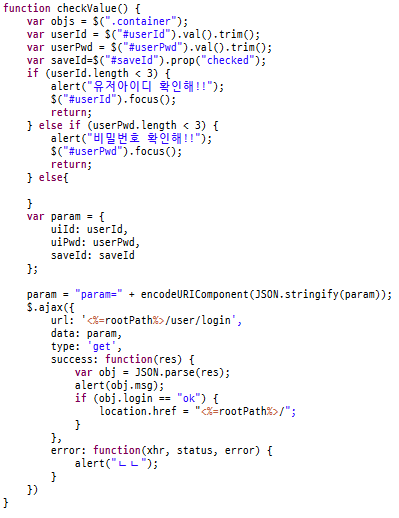 function checkValue() {
    var objs = $(".container");
    var userId = $("#userId").val().trim();
    var userPwd = $("#userPwd").val().trim();
    var saveId=$("#saveId").prop("checked");
    if (userId.length < 3) {
        alert("유저아이디 확인해!!");
        $("#userId").focus();
        return;
    } else if (userPwd.length < 3) {
        alert("비밀번호 확인해!!");
        $("#userPwd").focus();
        return;
    } else{

    }
    var param = {
        uiId: userId,
        uiPwd: userPwd,
        saveId: saveId
    };

    param = "param=" + encodeURIComponent(JSON.stringify(param));
    $.ajax({
        url: '<%=rootPath%>/user/login',
        data: param,
        type: 'get',
        success: function(res) {
            var obj = JSON.parse(res);
            alert(obj.msg);
            if (obj.login == "ok") {
                location.href = "<%=rootPath%>/";
            }
        },
        error: function(xhr, status, error) {
            alert("ㄴㄴ");
        }
    })
}